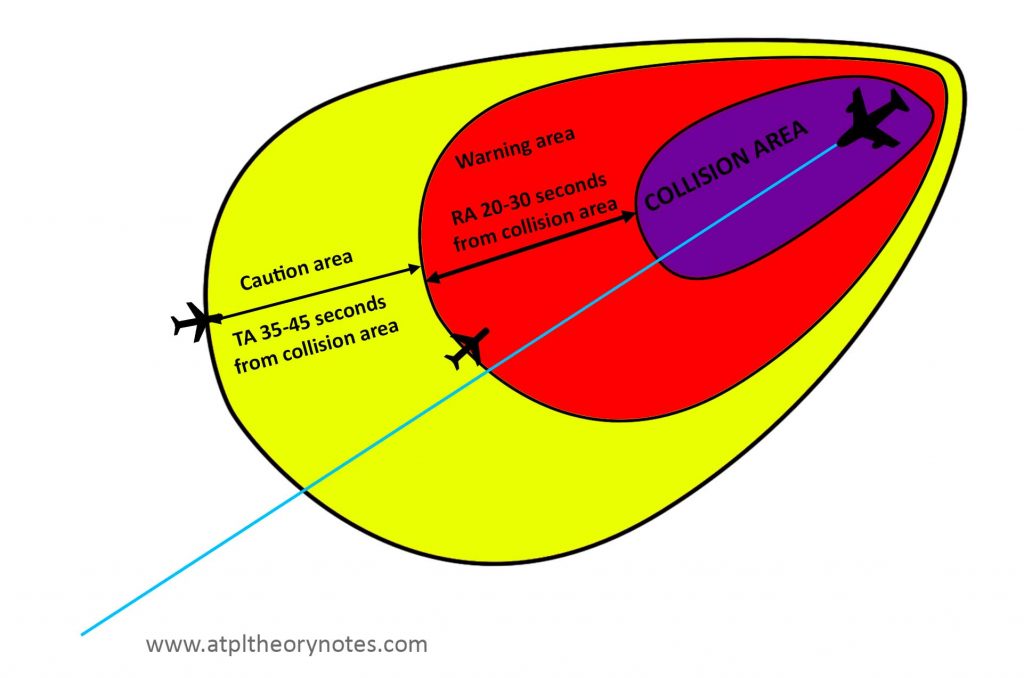 Warning area
RA 20-30 seconds
from collision area
COLLISION AREA
Caution area
TA 35-45 seconds
from collision area
www.atpltheorynotes.com